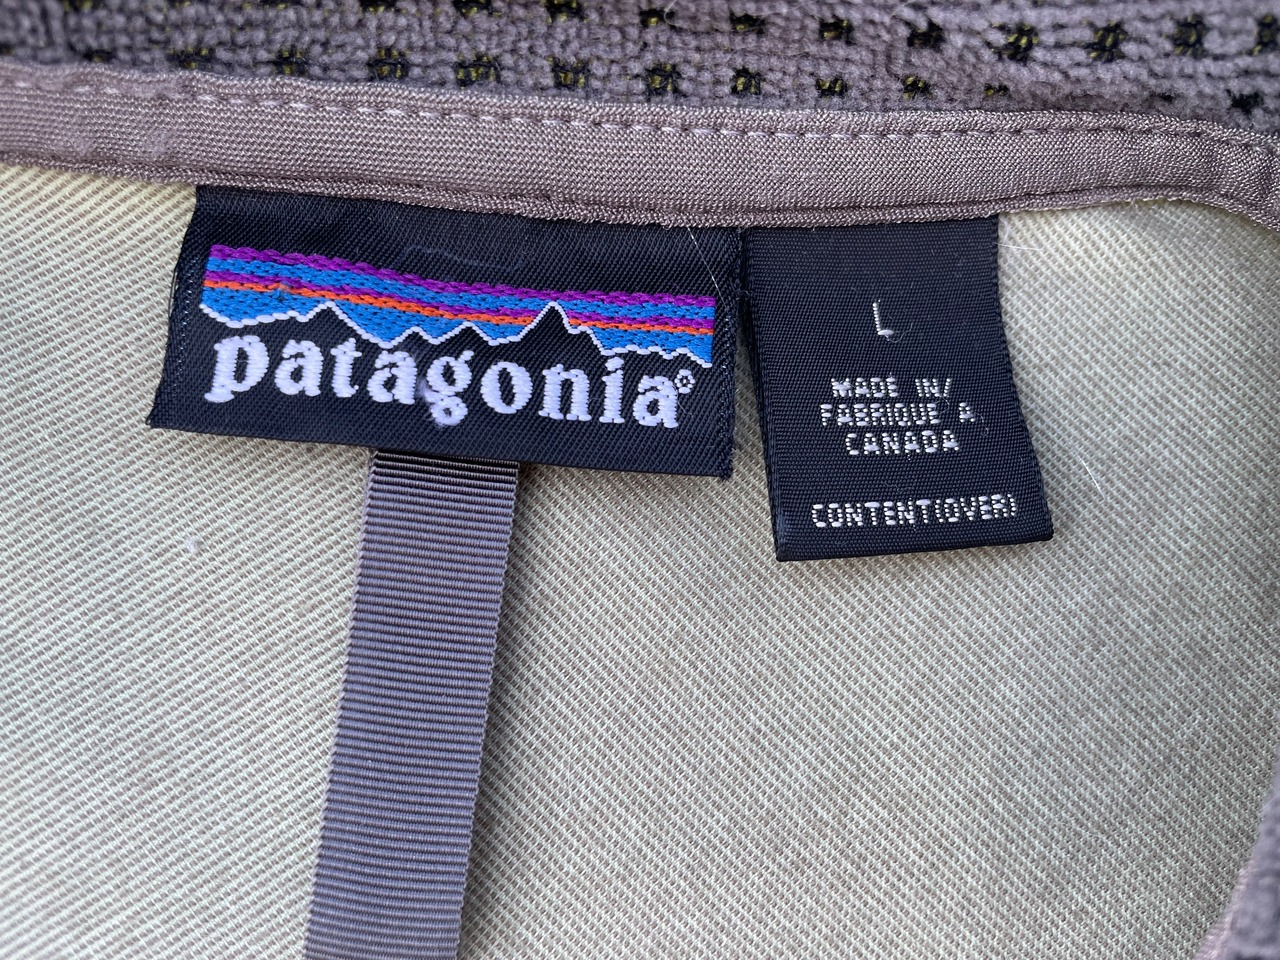 patagonia®
L
MADE IN/
FABRIQUE A
CANADA
CONTENT(OVER)